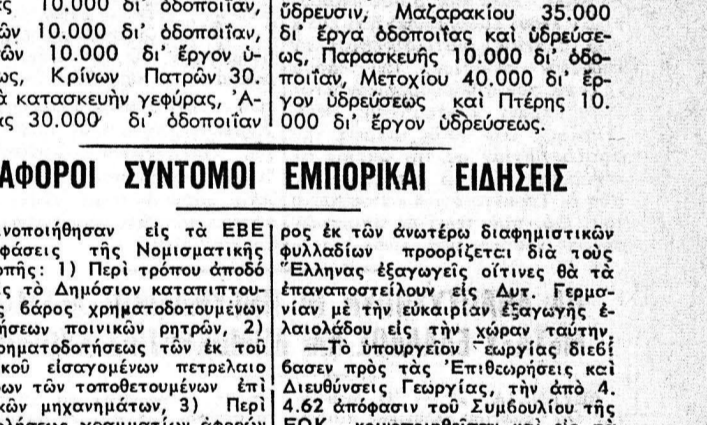 10.000 δι' ὁδοποιΐαν,
10.000 δι' ὁδοποιΐαν,
10.000 δι' ἔργον ὑ-
Κρίνων Πατρῶν 30.
κατασκευὴν γεφύρας, 'Α-
30.000 δι' ὁδοποιΐαν
ὕδρευσιν, Μαζαρακίου 35.000
δι' ἔργα ὁδοποιΐας καὶ ὑδρεύσε-
ως, Παρασκευῆς 10.000 δι' ὁδο-
ποιΐαν, Μετοχίου 40.000 δι' ἔρ-
γον ὑδρεύσεως καὶ Πτέρης 10.
000 δι' ἔργον ὑδρεύσεως.
ΑΦΟΡΟΙ ΣΥΝΤΟΜΟΙ ΕΜΠΟΡΙΚΑΙ ΕΙΔΗΣΕΙΣ
νοποιήθησαν εἰς τὰ ΕΒΕ
φάσεις τῆς Νομισματικῆς
οπῆς: 1) Περὶ τρόπου ἀποδό
ς τὸ Δημόσιον καταπιπτου-
ς βάρος χρηματοδοτουμένων
ήσεων ποινικῶν ρητρῶν, 2)
ρηματοδοτήσεως τῶν ἐκ τοῦ
κοῦ εἰσαγομένων πετρελαιο
ων τῶν τοποθετουμένων ἐπὶ
κῶν μηχανημάτων, 3) Περὶ
ρος ἐκ τῶν ἀνωτέρω διαφημιστικῶν
φυλλαδίων προορίζεται διὰ τοὺς
Ἕλληνας ἐξαγωγεῖς οἵτινες θὰ τὰ
ἐπαναποστείλουν εἰς Δυτ. Γερμα-
νίαν μὲ τὴν εὐκαιρίαν ἐξαγωγῆς ἐ-
λαιολάδου εἰς τὴν χώραν ταύτην.
—Τὸ ὑπουργεῖον Γεωργίας διεβί
βασεν πρὸς τὰς Ἐπιθεωρήσεις καὶ
Διευθύνσεις Γεωργίας, τὴν ἀπὸ 4.
4.62 ἀπόφασιν τοῦ Συμβουλίου τῆς